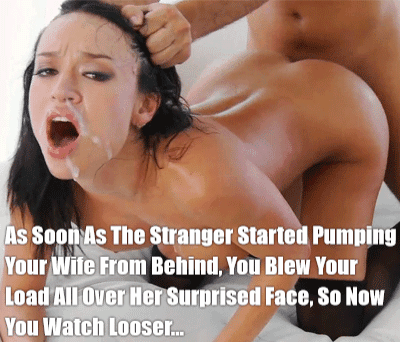 As Soon As The Stranger Started Pumping
Your Wife From Behind, You Blew Your
Load All Over Her Surprised Face, So Now
You Watch Looser...